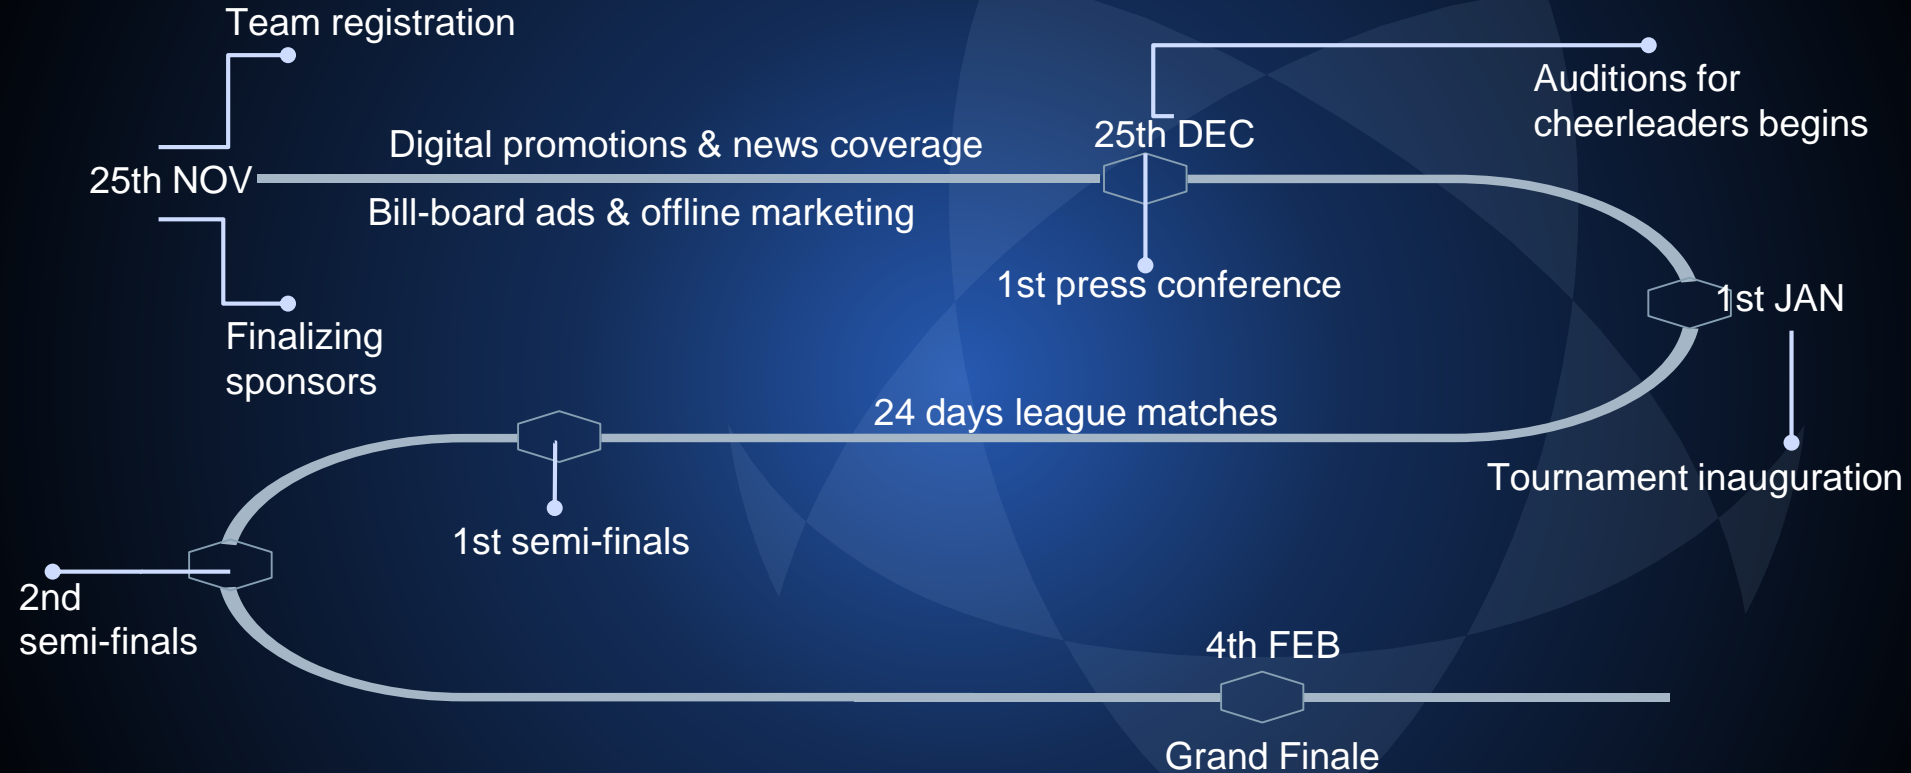 Team registration
25th NOV
Digital promotions & news coverage
Bill-board ads & offline marketing
Finalizing
sponsors
25th DEC
Auditions for
cheerleaders begins
1st press conference
1st JAN
Tournament inauguration
24 days league matches
1st semi-finals
2nd
semi-finals
4th FEB
Grand Finale